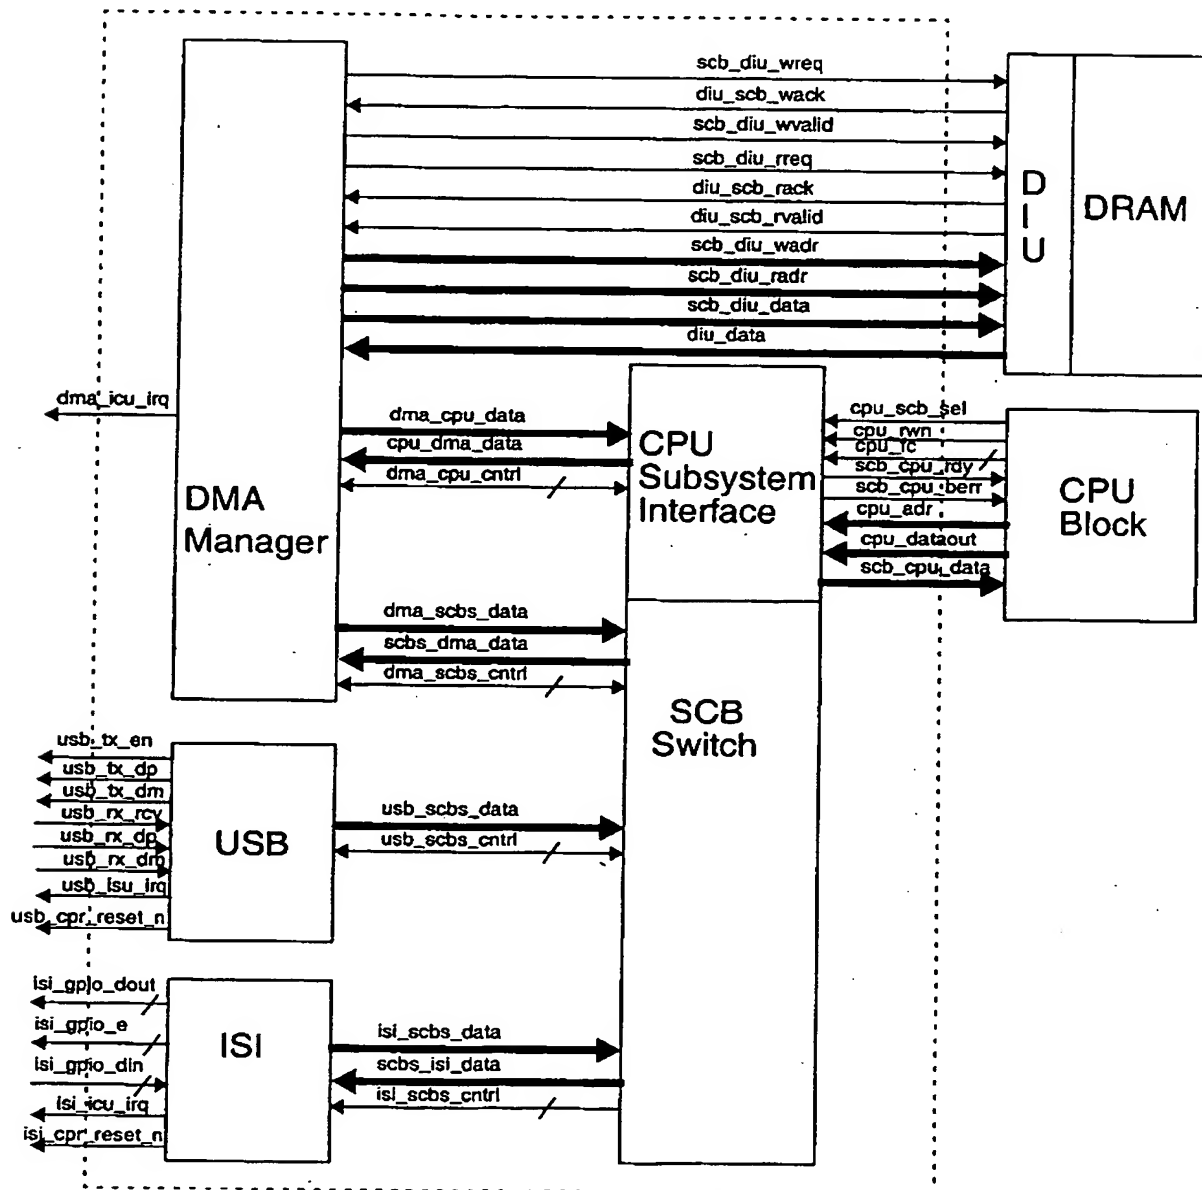 scb_diu_wreq
diu_scb_wack
scb_diu_wvalid
scb_diu_rreq
diu_scb_rack
diu_scb_rvalid
scb_diu_wadr
scb_diu_radr
scb_diu_data
diu_data
D
I
U
DRAM
dma_icu_irq
DMA
Manager
dma_cpu_data
cpu_dma_data
dma_cpu_cntrl
CPU
Subsystem
Interface
cpu_scb_sel
cpu_rwn
cpu_fc
scb_cpu_rdy
scb_cpu_berr
cpu_adr
cpu_dataout
scb_cpu_data
CPU
Block
dma_scbs_data
scbs_dma_data
dma_scbs_cntrl
SCB
Switch
usb_tx_en
usb_tx_dp
usb_tx_dm
usb_rx_rcv
usb_rx_dp
usb_rx_dm
usb_isu_irq
usb_cpr_reset_n
USB
usb_scbs_data
usb_scbs_cntrl
isi_gpio_dout
isi_gpio_e
isi_gpio_din
isi_icu_irq
isi_cpr_reset_n
ISI
isi_scbs_data
scbs_isi_data
isi_scbs_cntrl